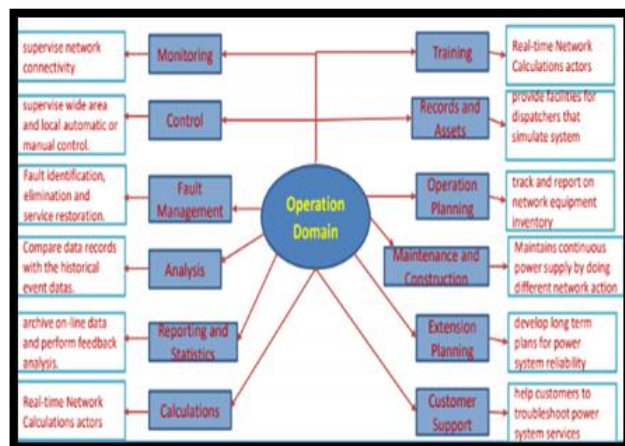 supervise network
connectivity
Monitoring
Training
Real-time Network
Calculations actors
supervise wide area
and local automatic or
manual control.
Control
Records and
Assets
provide facilities for
dispatchers that
simulate system
Fault identification,
elimination and
service restoration.
Fault
Management
Operation
Domain
Operation
Planning
track and report on
network equipment
inventory
Compare data records
with the historical
event datas.
Analysis
Maintenance and
Construction
Maintains continuous
power supply by doing
different network action
archive on-line data
and perform feedback
analysis.
Reporting and
Statistics
Extension
Planning
develop long term
plans for power
system reliability
Real-time Network
Calculations actors
Calculations
Customer
Support
help customers to
troubleshoot power
system services